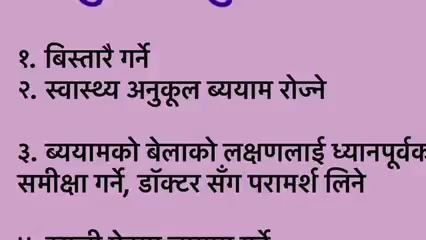 १. बिस्तारै गर्ने
२. स्वास्थ्य अनुकूल ब्ययाम रोज्ने
३. ब्ययामको बेलाको लक्षणलाई ध्यानपूर्वक
समीक्षा गर्ने, डॉक्टर सँग परामर्श लिने